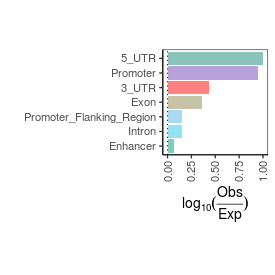 5_UTR
Promoter
3_UTR
Exon
Promoter_Flanking_Region
Intron
Enhancer
0.00
0.25
0.50
0.75
1.00
log10(Obs/Exp)